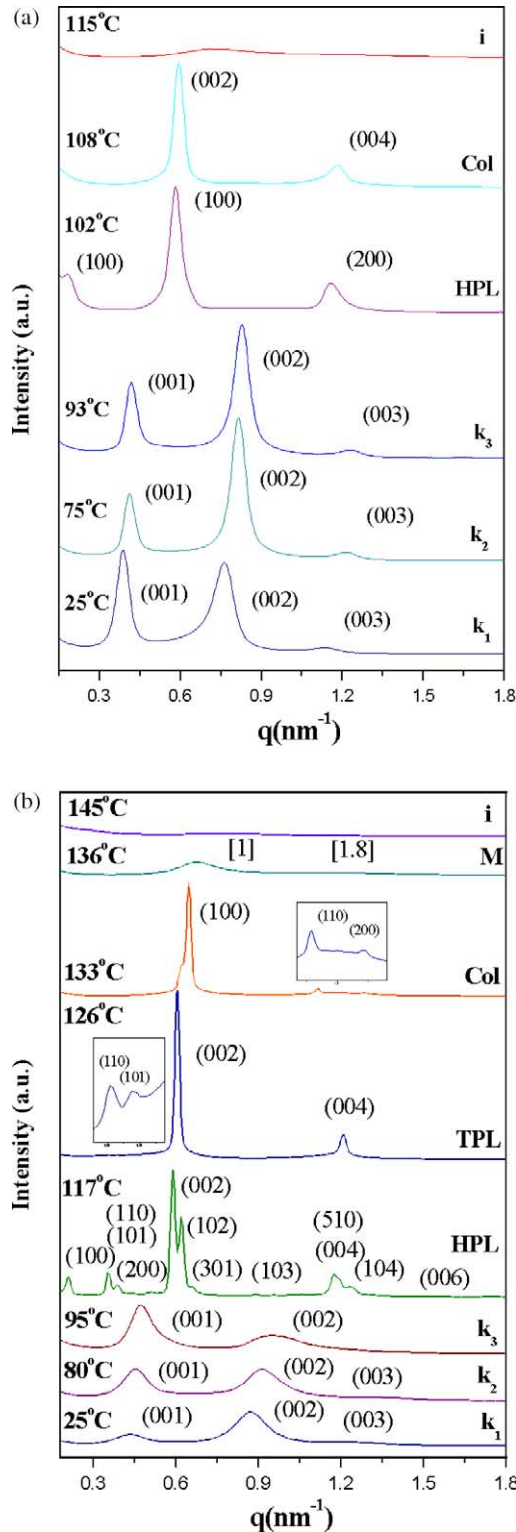 (a)
115°C
i
(002)
108°C
(004)
Col
(100)
102°C
(100)
(200)
HPL
(002)
93°C
(001)
(003)
k3
(002)
75°C
(001)
(003)
k2
25°C
(001)
(002)
(003)
k1
Intensity (a.u.)
0.3 0.6 0.9 1.2 1.5 1.8
q(nm-1)
(b)
145°C
i
136°C
[1]
[1.8]
M
(100)
(110)
(200)
133°C
Col
126°C
(002)
(110)
(101)
(004)
TPL
117°C
(002)
(110)
(510)
HPL
(100)
(101)
(102)
(004)
(200)
(301)
(103)
(104)
(006)
95°C
(001)
(002)
k3
80°C
(001)
(002)
(003)
k2
25°C
(001)
(002)
(003)
k1
Intensity (a.u.)
0.3 0.6 0.9 1.2 1.5 1.8
q(nm-1)